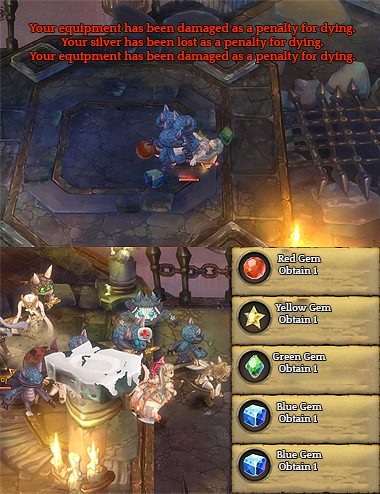 Your equipment has been damaged as a penalty for dying.
Your silver has been lost as a penalty for dying.
Your equipment has been damaged as a penalty for dying.
Red Gem
Obtain 1
Yellow Gem
Obtain 1
Green Gem
Obtain 1
Blue Gem
Obtain 1
Blue Gem
Obtain 1